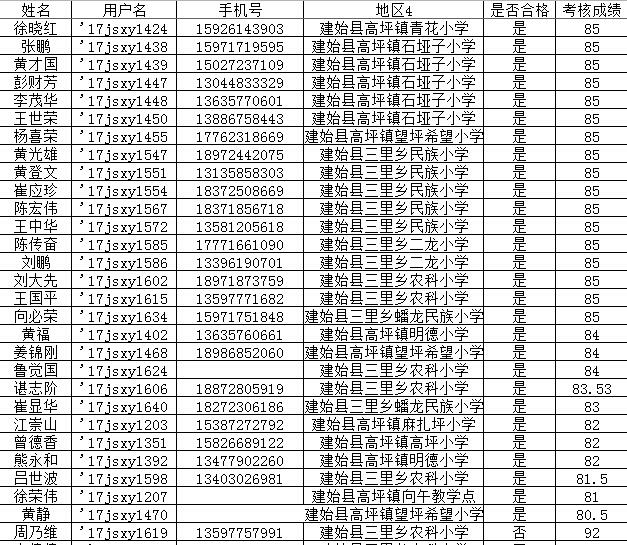 姓名 用户名 手机号 地区4 是否合格 考核成绩
徐晓红 '17jsxy1424 15926143903 建始县高坪镇青花小学 是 85
张鹏 '17jsxy1438 15971719595 建始县高坪镇石垭子小学 是 85
黄才国 '17jsxy1439 15027237109 建始县高坪镇石垭子小学 是 85
彭财芳 '17jsxy1447 13044833329 建始县高坪镇石垭子小学 是 85
李茂华 '17jsxy1448 13635770601 建始县高坪镇石垭子小学 是 85
王世荣 '17jsxy1450 13886758443 建始县高坪镇石垭子小学 是 85
杨喜荣 '17jsxy1455 17762318669 建始县高坪镇望坪希望小学 是 85
黄光雄 '17jsxy1547 18972442075 建始县三里乡民族小学 是 85
黄登文 '17jsxy1551 13135858303 建始县三里乡民族小学 是 85
崔应珍 '17jsxy1554 18372508669 建始县三里乡民族小学 是 85
陈宏伟 '17jsxy1567 18371856718 建始县三里乡民族小学 是 85
王中华 '17jsxy1572 13581205618 建始县三里乡民族小学 是 85
陈传奋 '17jsxy1585 17771661090 建始县三里乡二龙小学 是 85
刘鹏 '17jsxy1586 13396190701 建始县三里乡二龙小学 是 85
刘大先 '17jsxy1602 18971873759 建始县三里乡农科小学 是 85
王国平 '17jsxy1615 13597771682 建始县三里乡农科小学 是 85
向必荣 '17jsxy1634 15971751848 建始县三里乡蟠龙民族小学 是 85
黄福 '17jsxy1402 13635760661 建始县高坪镇明德小学 是 84
姜锦刚 '17jsxy1468 18986852060 建始县高坪镇望坪希望小学 是 84
鲁觉国 '17jsxy1624 建始县三里乡农科小学 是 84
谌志阶 '17jsxy1606 18872805919 建始县三里乡农科小学 是 83.53
崔显华 '17jsxy1640 18272306186 建始县三里乡蟠龙民族小学 是 83
江崇山 '17jsxy1203 15387272792 建始县高坪镇麻扎坪小学 是 82
曾德香 '17jsxy1351 15826689122 建始县高坪镇高坪小学 是 82
熊永和 '17jsxy1392 13477902260 建始县高坪镇明德小学 是 82
吕世波 '17jsxy1598 13403026981 建始县三里乡农科小学 是 81.5
徐荣伟 '17jsxy1207 建始县高坪镇向午教学点 是 81
黄静 '17jsxy1470 建始县高坪镇望坪希望小学 是 80.5
周乃维 '17jsxy1619 13597757991 建始县三里乡农科小学 否 92